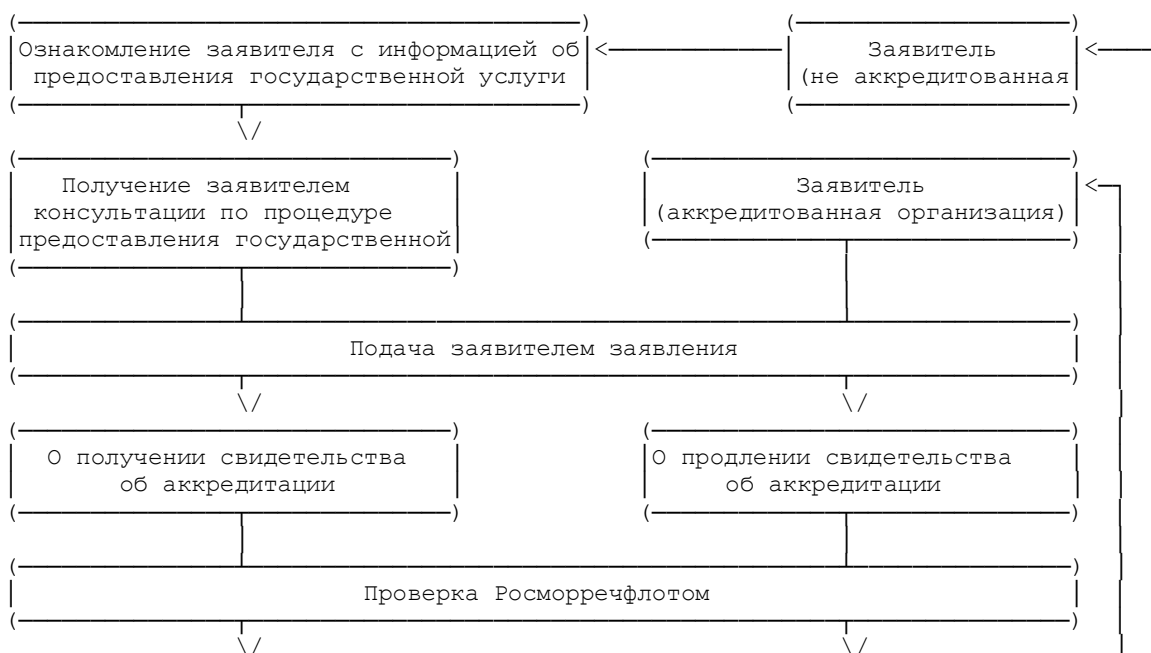 Ознакомление заявителя с информацией об
предоставления государственной услуги
Заявитель
(не аккредитованная
Получение заявителем
консультации по процедуре
предоставления государственной
Заявитель
(аккредитованная организация)
Подача заявителем заявления
О получении свидетельства
об аккредитации
О продлении свидетельства
об аккредитации
Проверка Росморречфлотом